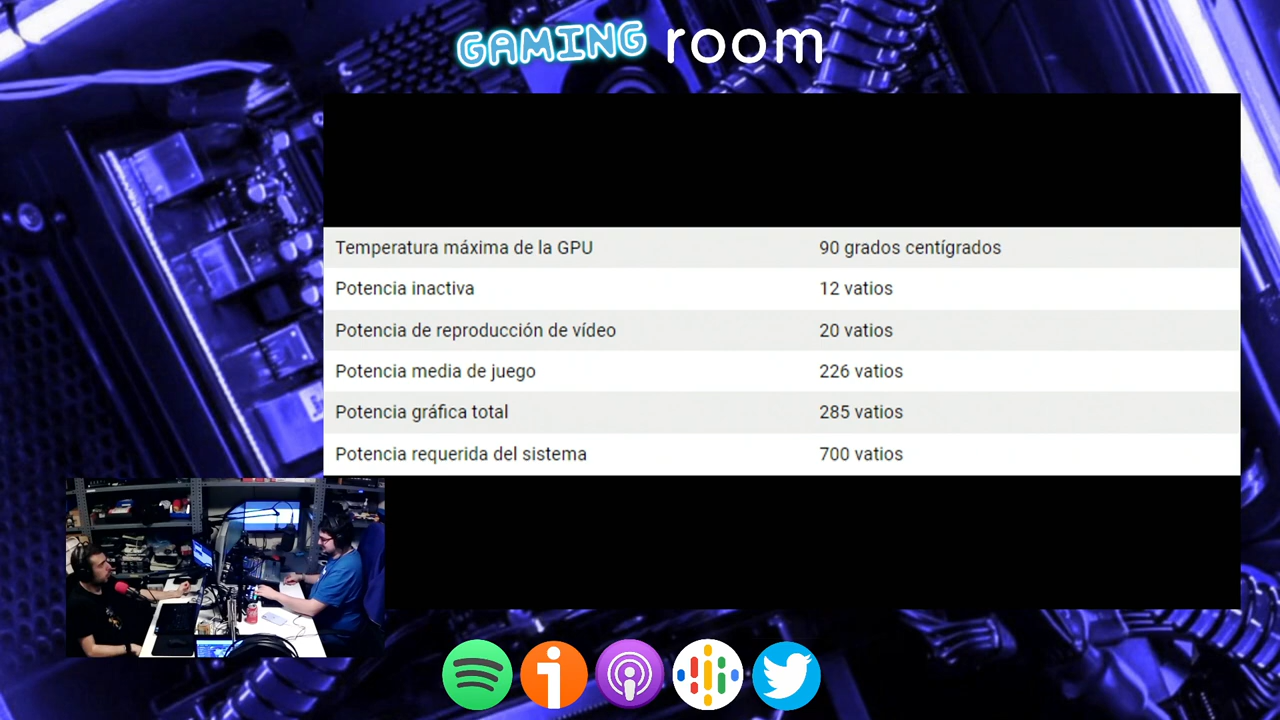 GAMING room
Temperatura máxima de la GPU 90 grados centígrados
Potencia inactiva 12 vatios
Potencia de reproducción de vídeo 20 vatios
Potencia media de juego 226 vatios
Potencia gráfica total 285 vatios
Potencia requerida del sistema 700 vatios